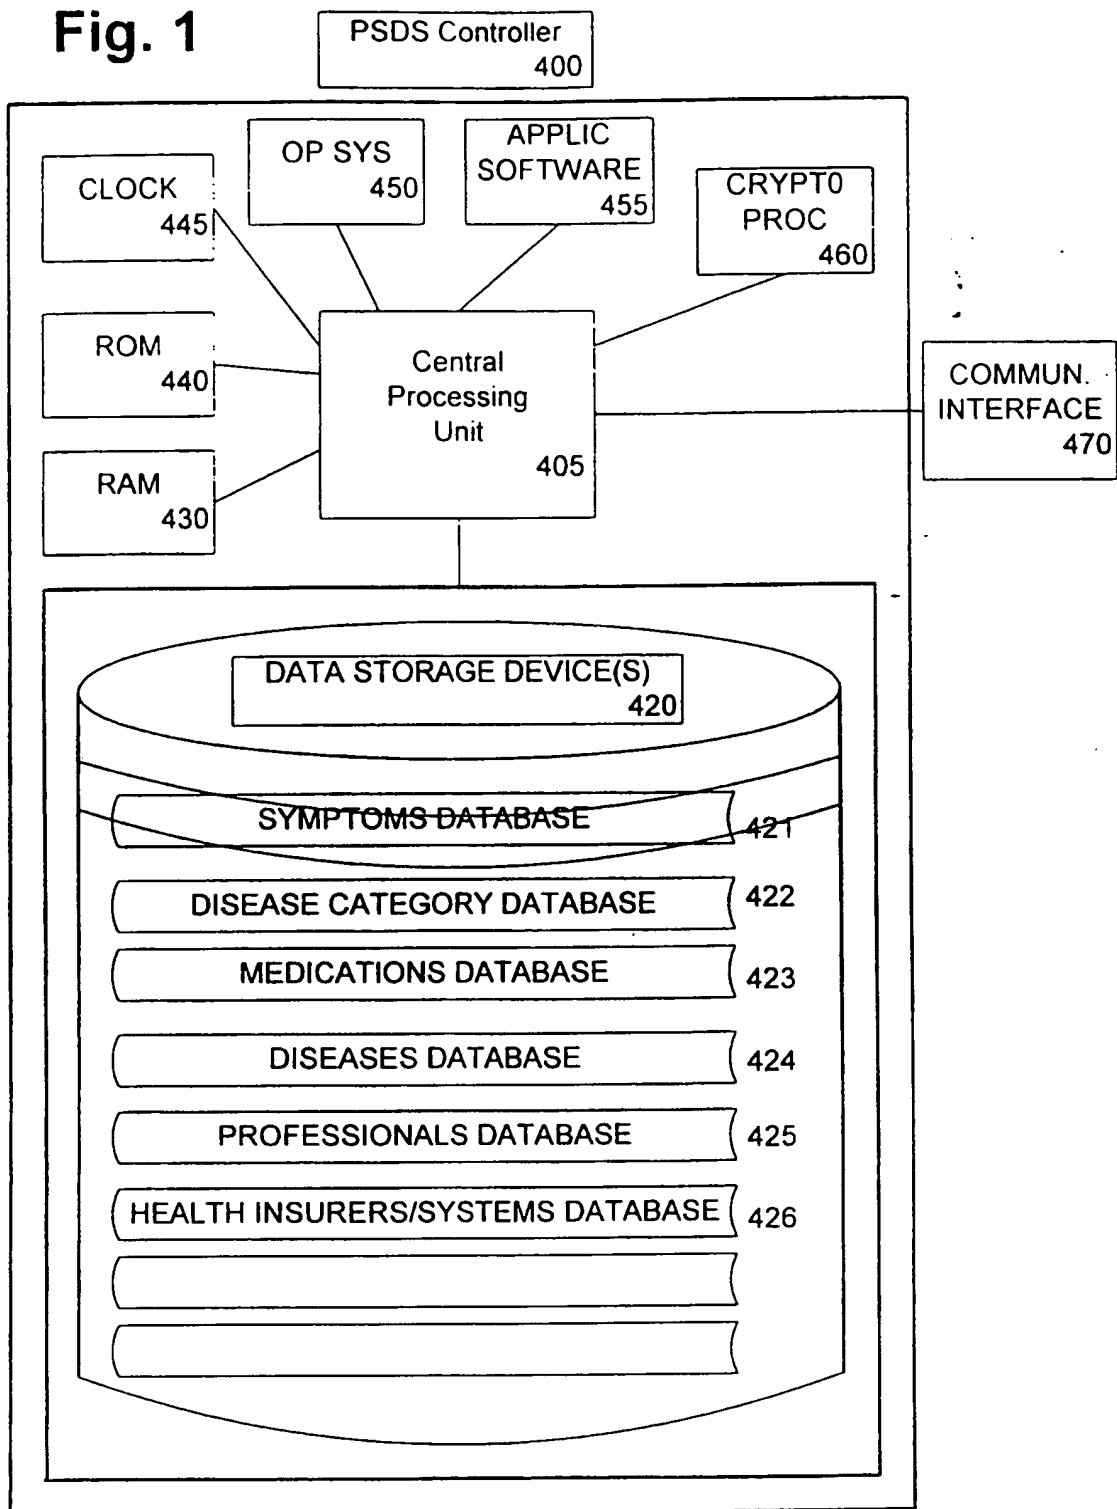 Fig. 1
PSDS Controller
400
CLOCK
445
OP SYS
450
APPLIC
SOFTWARE
455
CRYPT0
PROC
460
ROM
440
Central
Processing
Unit
405
COMMUN.
INTERFACE
470
RAM
430
DATA STORAGE DEVICE(S)
420
SYMPTOMS DATABASE
421
DISEASE CATEGORY DATABASE
422
MEDICATIONS DATABASE
423
DISEASES DATABASE
424
PROFESSIONALS DATABASE
425
HEALTH INSURERS/SYSTEMS DATABASE
426